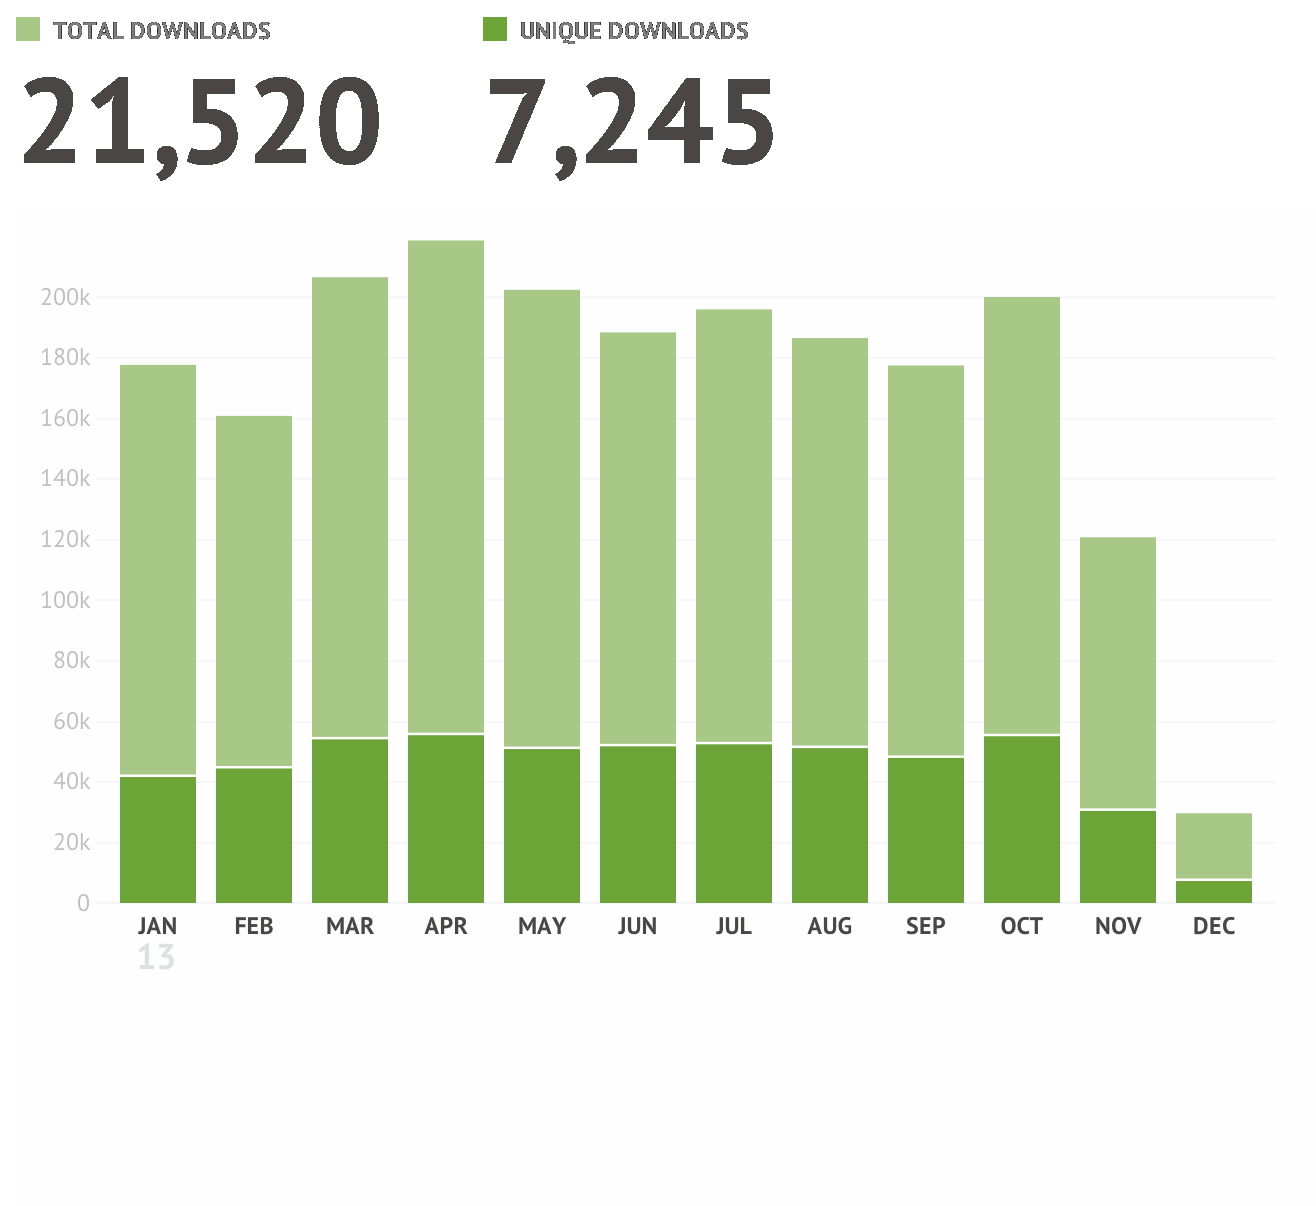 TOTAL DOWNLOADS
UNIQUE DOWNLOADS
21,520
7,245
200k
180k
160k
140k
120k
100k
80k
60k
40k
20k
0
JAN FEB MAR APR MAY JUN JUL AUG SEP OCT NOV DEC
13